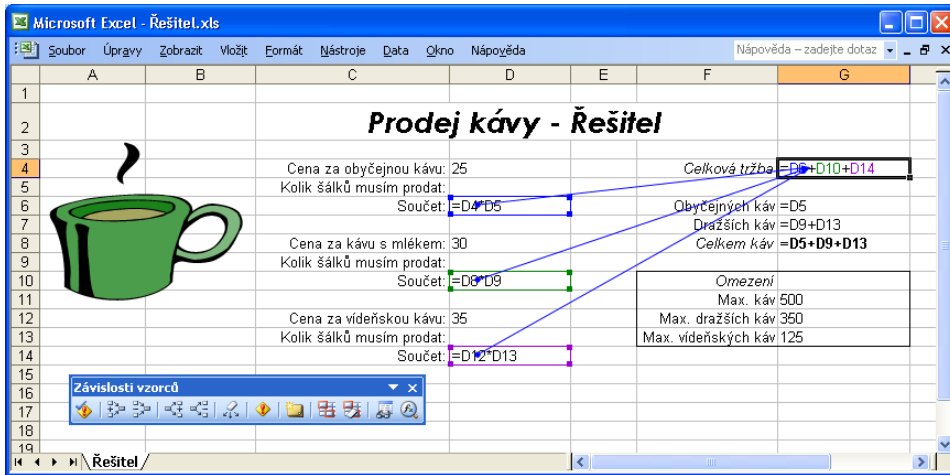 Microsoft Excel - Řešitel.xls
Soubor Úpravy Zobrazit Vložit Formát Nástroje Data Okno Nápověda Nápověda – zadejte dotaz
A B C D E F G
1
2 Prodej kávy - Řešitel
3
4 Cena za obyčejnou kávu: 25 Celková tržba =D6+D10+D14
5 Kolik šálků musím prodat:
6 Součet: =D4*D5 Obyčejných káv =D5
7 Dražších káv =D9+D13
8 Cena za kávu s mlékem: 30 Celkem káv =D5+D9+D13
9 Kolik šálků musím prodat:
10 Součet: =D8*D9 Omezení
11 Max. káv 500
12 Cena za vídeňskou kávu: 35 Max. dražších káv 350
13 Kolik šálků musím prodat: Max. vídeňských káv 125
14 Součet: =D12*D13
15
16 Závislosti vzorců
17
18
19
Řešitel